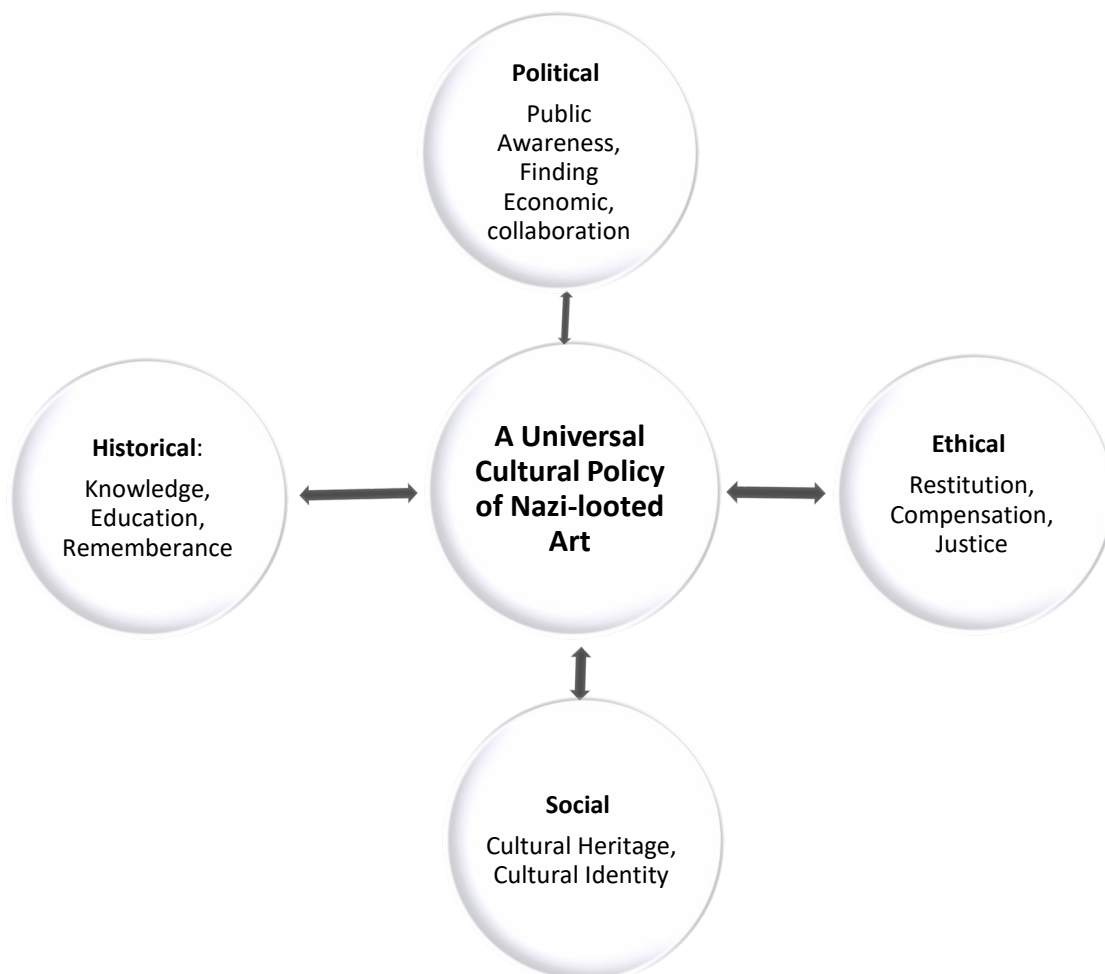 Political
Public
Awareness,
Finding
Economic,
collaboration
Historical:
Knowledge,
Education,
Rememberance
A Universal
Cultural Policy
of Nazi-looted
Art
Ethical
Restitution,
Compensation,
Justice
Social
Cultural Heritage,
Cultural Identity